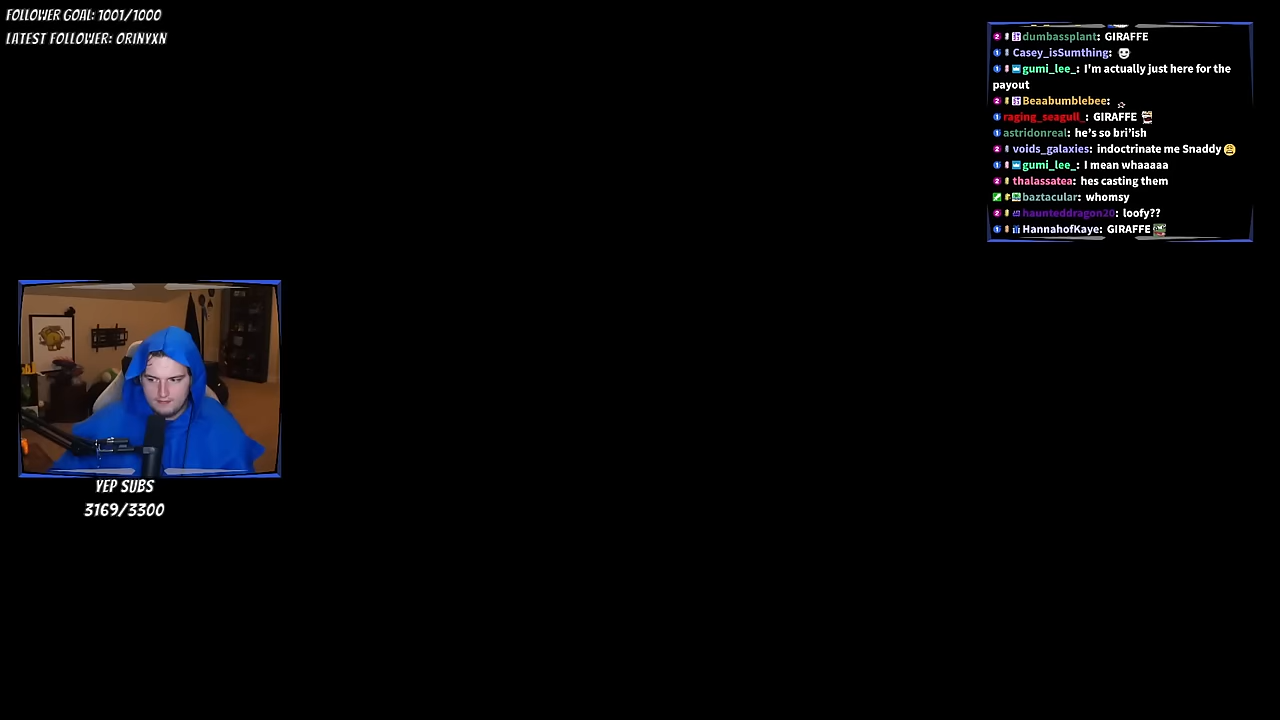 FOLLOWER GOAL: 1001/1000
LATEST FOLLOWER: ORINYXN
dumbassplant: GIRAFFE
Casey_isSumthing:
gumi_lee_: I'm actually just here for the
payout
Beaabumblebee:
raging_seagull_: GIRAFFE
astridonreal: he's so bri'ish
voids_galaxies: indoctrinate me Snaddy 😩
gumi_lee_: I mean whaaaaa
thalassatea: hes casting them
baztacular: whomsy
haunteddragon20: loofy??
HannahofKaye: GIRAFFE
YEP SUBS
3169/3300